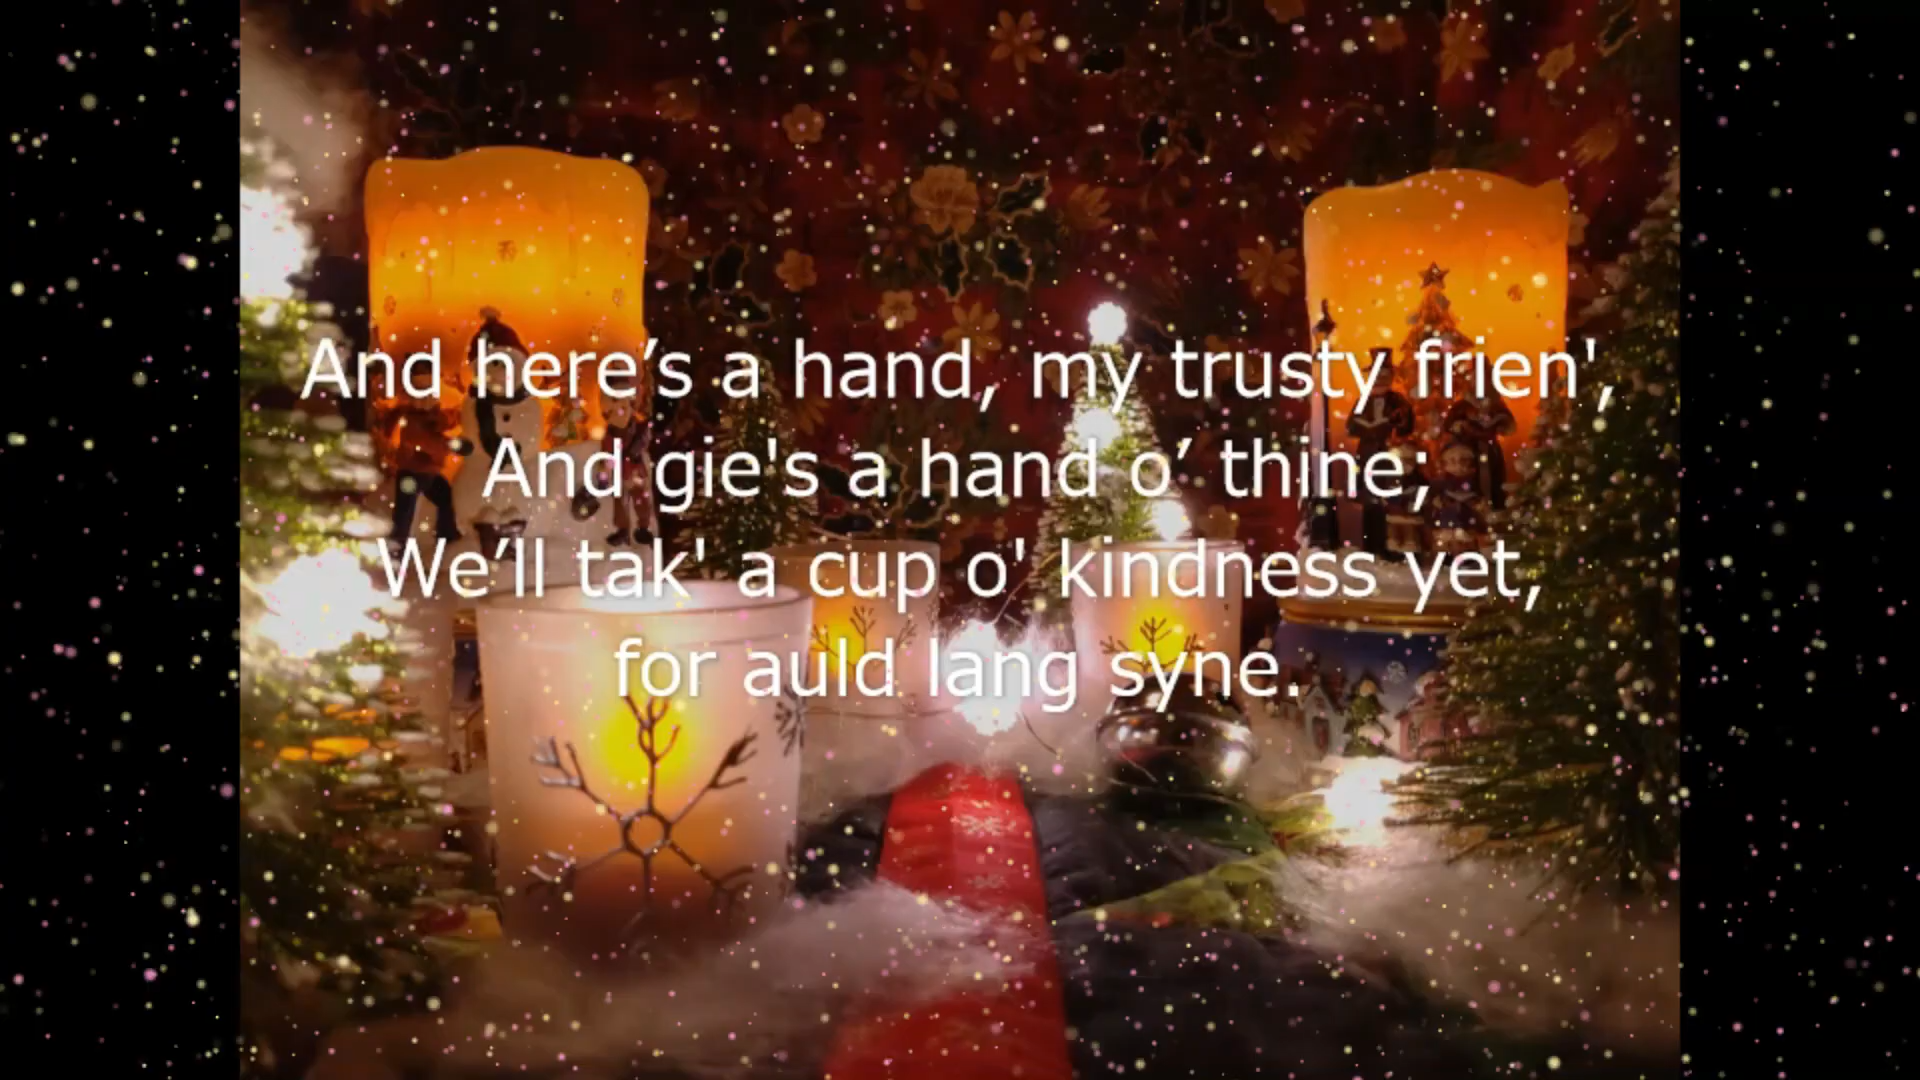 And here’s a hand, my trusty frien',
And gie's a hand o’ thine;
We’ll tak' a cup o' kindness yet,
for auld lang syne.